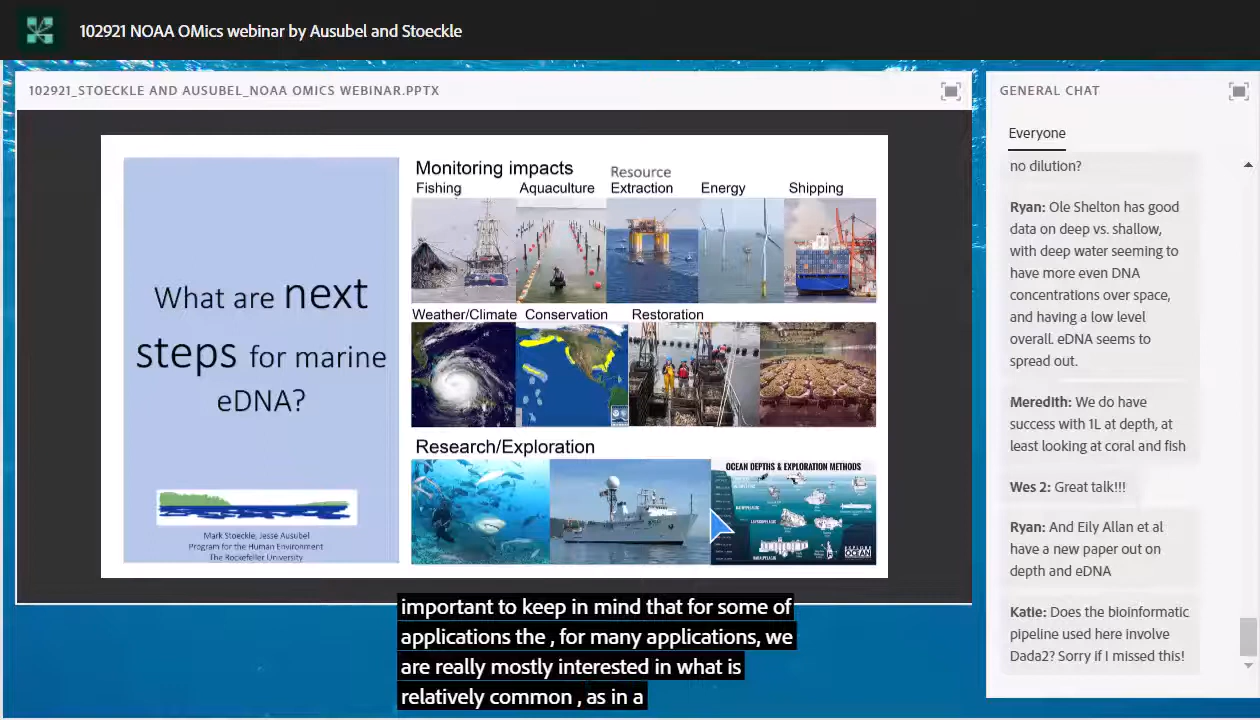 102921 NOAA OMics webinar by Ausubel and Stoeckle
102921_STOECKLE AND AUSUBEL_NOAA OMICS WEBINAR.PPTX
What are next
steps for marine
eDNA?
Mark Stoeckle, Jesse Ausubel
Program for the Human Environment
The Rockefeller University
Monitoring impacts
Fishing
Aquaculture
Resource
Extraction
Energy
Shipping
Weather/Climate
Conservation
Restoration
Research/Exploration
OCEAN DEPTHS & EXPLORATION METHODS
important to keep in mind that for some of
applications the , for many applications, we
are really mostly interested in what is
relatively common , as in a
GENERAL CHAT
Everyone
no dilution?
Ryan: Ole Shelton has good
data on deep vs. shallow,
with deep water seeming to
have more even DNA
concentrations over space,
and having a low level
overall. eDNA seems to
spread out.
Meredith: We do have
success with 1L at depth, at
least looking at coral and fish
Wes 2: Great talk!!!
Ryan: And Eily Allan et al
have a new paper out on
depth and eDNA
Katie: Does the bioinformatic
pipeline used here involve
Dada2? Sorry if I missed this!